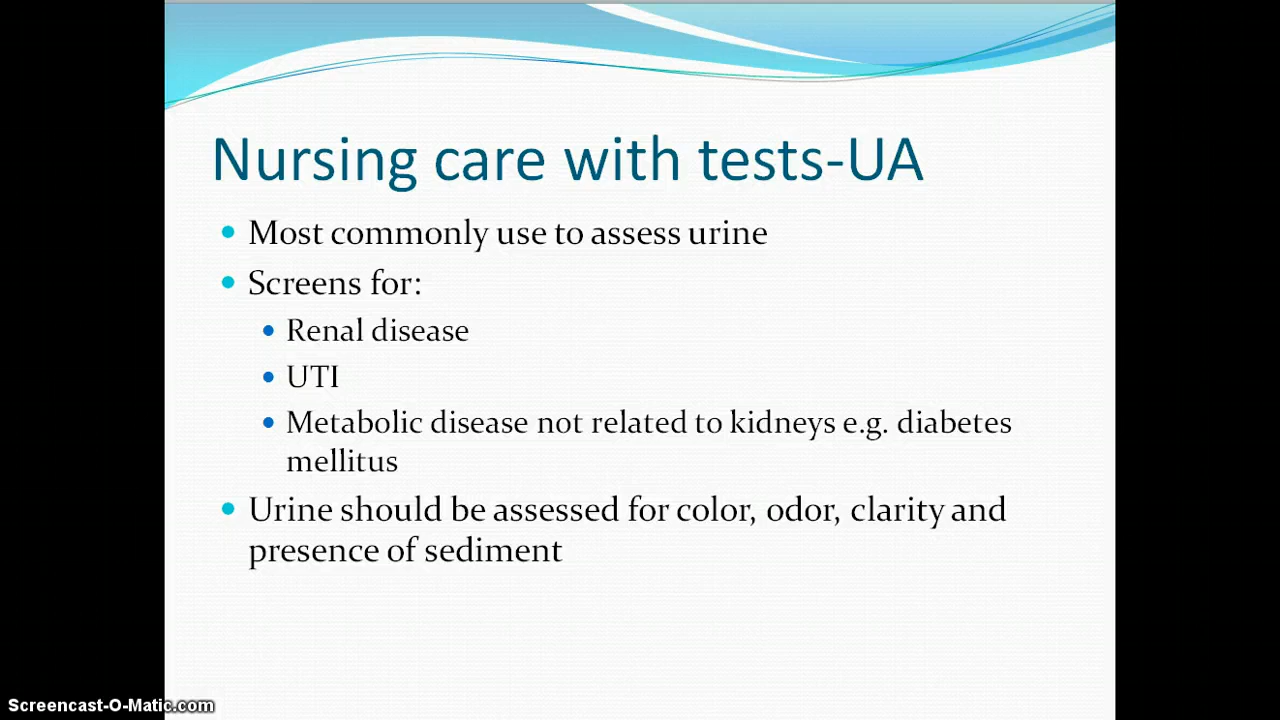 Nursing care with tests-UA
Most commonly use to assess urine
Screens for:
Renal disease
UTI
Metabolic disease not related to kidneys e.g. diabetes
mellitus
Urine should be assessed for color, odor, clarity and
presence of sediment
Screencast-O-Matic.com